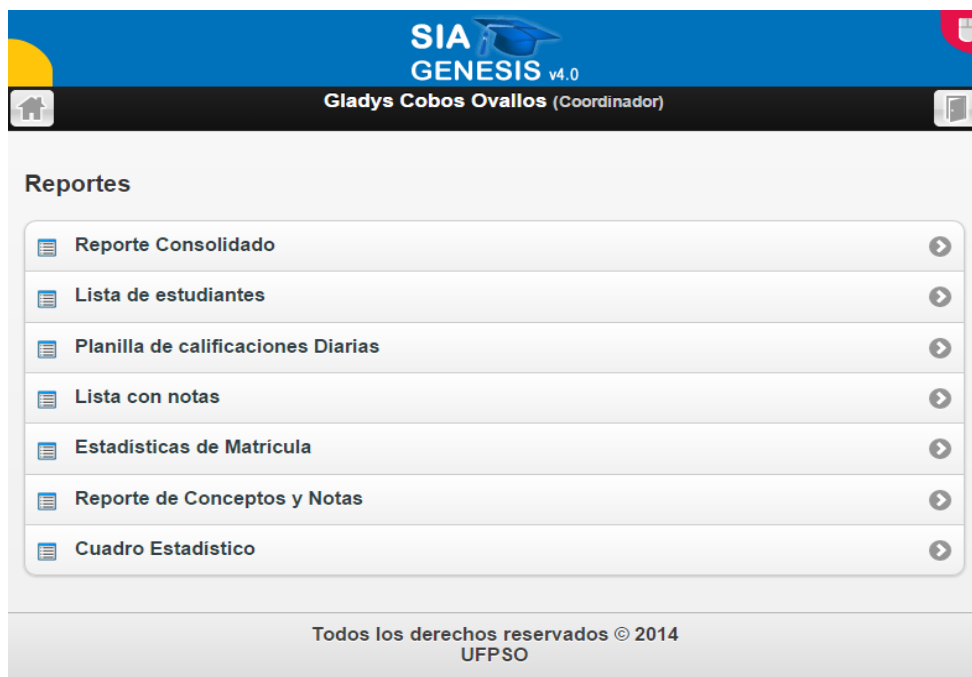 SIA
GENESIS v4.0
Gladys Cobos Ovallos (Coordinador)
Reportes
Reporte Consolidado
Lista de estudiantes
Planilla de calificaciones Diarias
Lista con notas
Estadísticas de Matrícula
Reporte de Conceptos y Notas
Cuadro Estadístico
Todos los derechos reservados © 2014
UFPSO